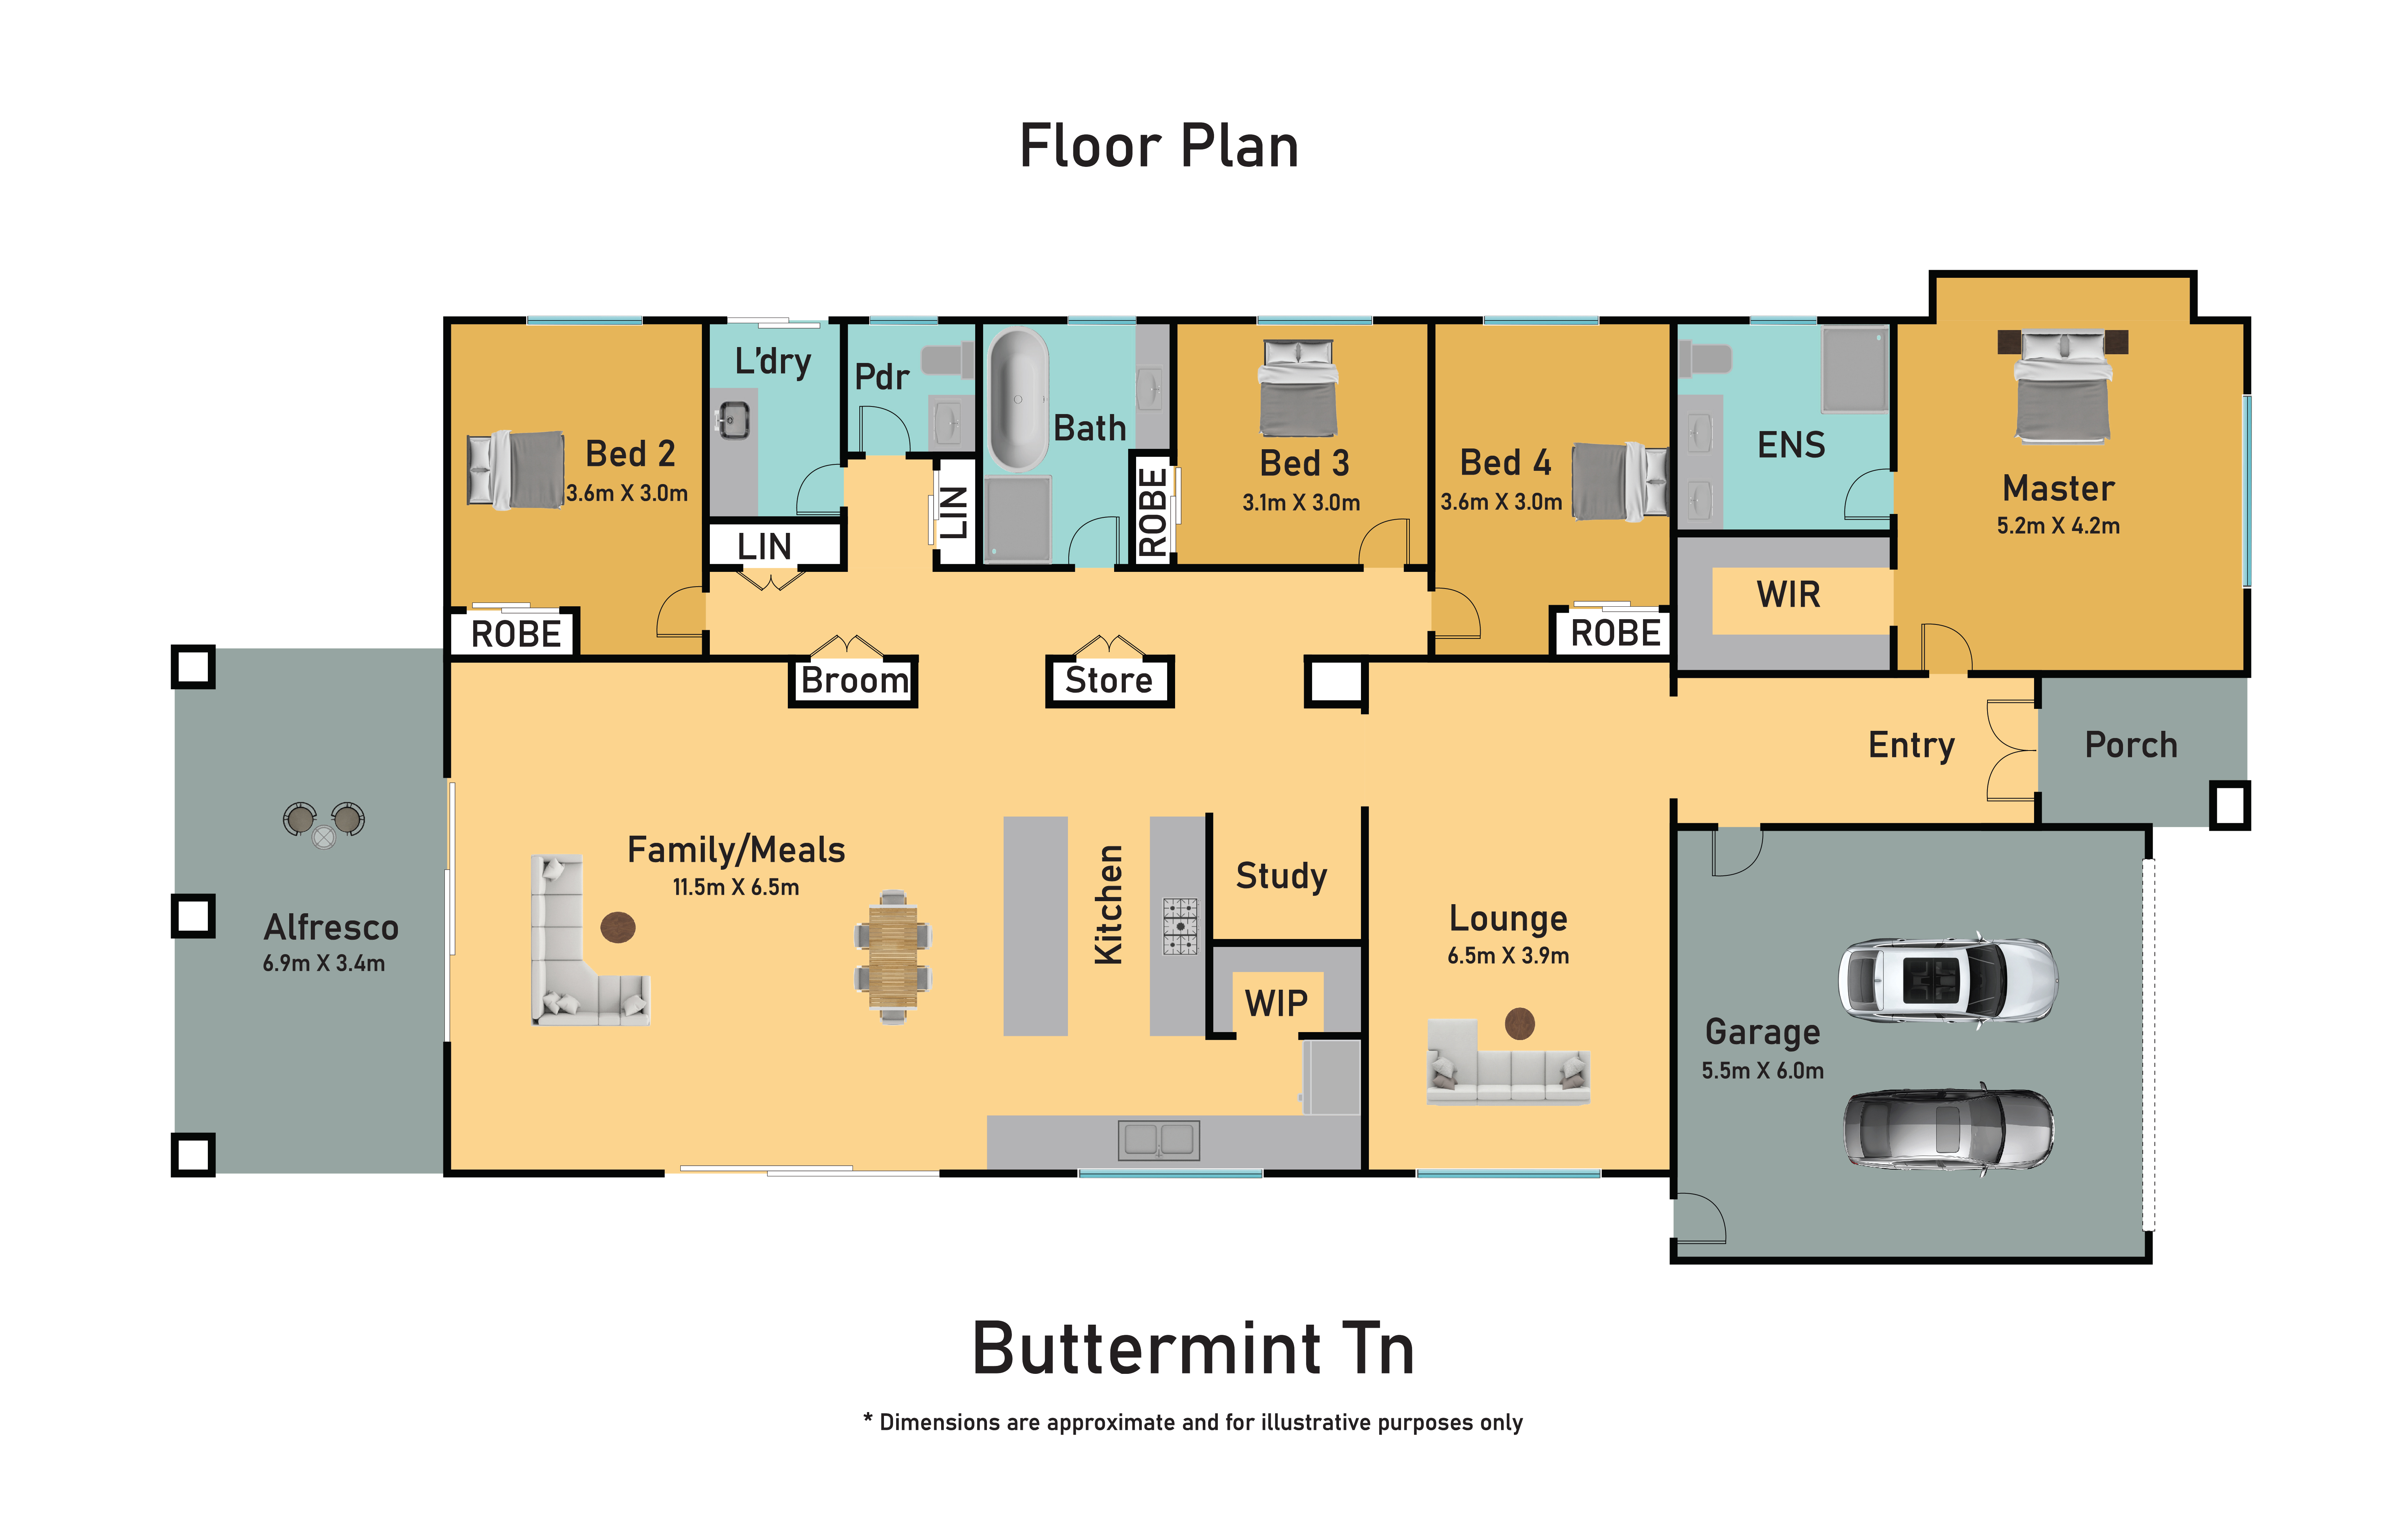 Floor Plan
L'dry
Pdr
Bath
Bed 2
3.6m X 3.0m
LIN
LIN
ROBE
ROBE
Bed 3
3.1m X 3.0m
Bed 4
3.6m X 3.0m
ROBE
ENS
WIR
Master
5.2m X 4.2m
Broom
Store
Entry
Porch
Family/Meals
11.5m X 6.5m
Kitchen
Study
WIP
Lounge
6.5m X 3.9m
Alfresco
6.9m X 3.4m
Garage
5.5m X 6.0m
Buttermint Tn
* Dimensions are approximate and for illustrative purposes only